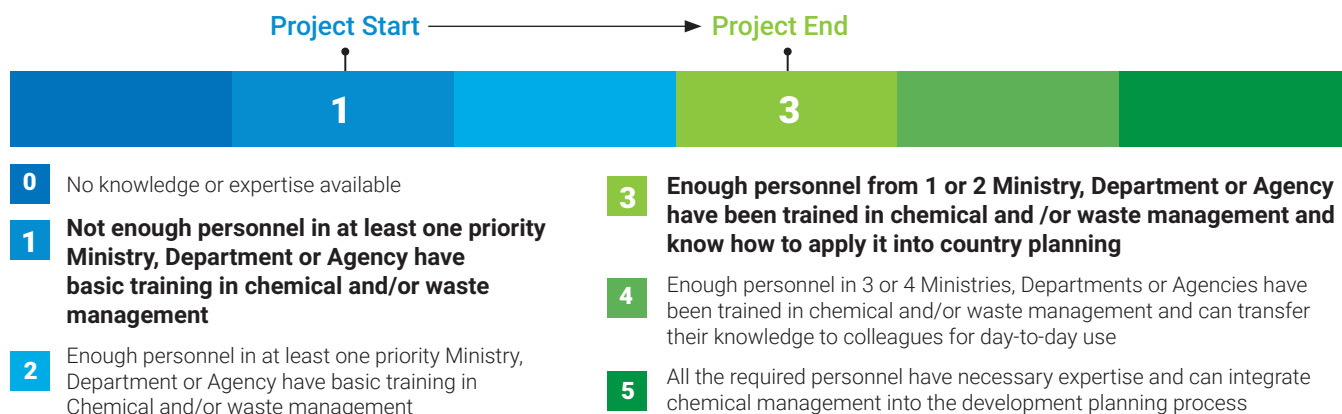 Project Start
Project End
1
3
0
No knowledge or expertise available
1
Not enough personnel in at least one priority
Ministry, Department or Agency have
basic training in chemical and/or waste
management
2
Enough personnel in at least one priority Ministry,
Department or Agency have basic training in
Chemical and/or waste management
3
Enough personnel from 1 or 2 Ministry, Department or Agency
have been trained in chemical and /or waste management and
know how to apply it into country planning
4
Enough personnel in 3 or 4 Ministries, Departments or Agencies have
been trained in chemical and/or waste management and can transfer
their knowledge to colleagues for day-to-day use
5
All the required personnel have necessary expertise and can integrate
chemical management into the development planning process